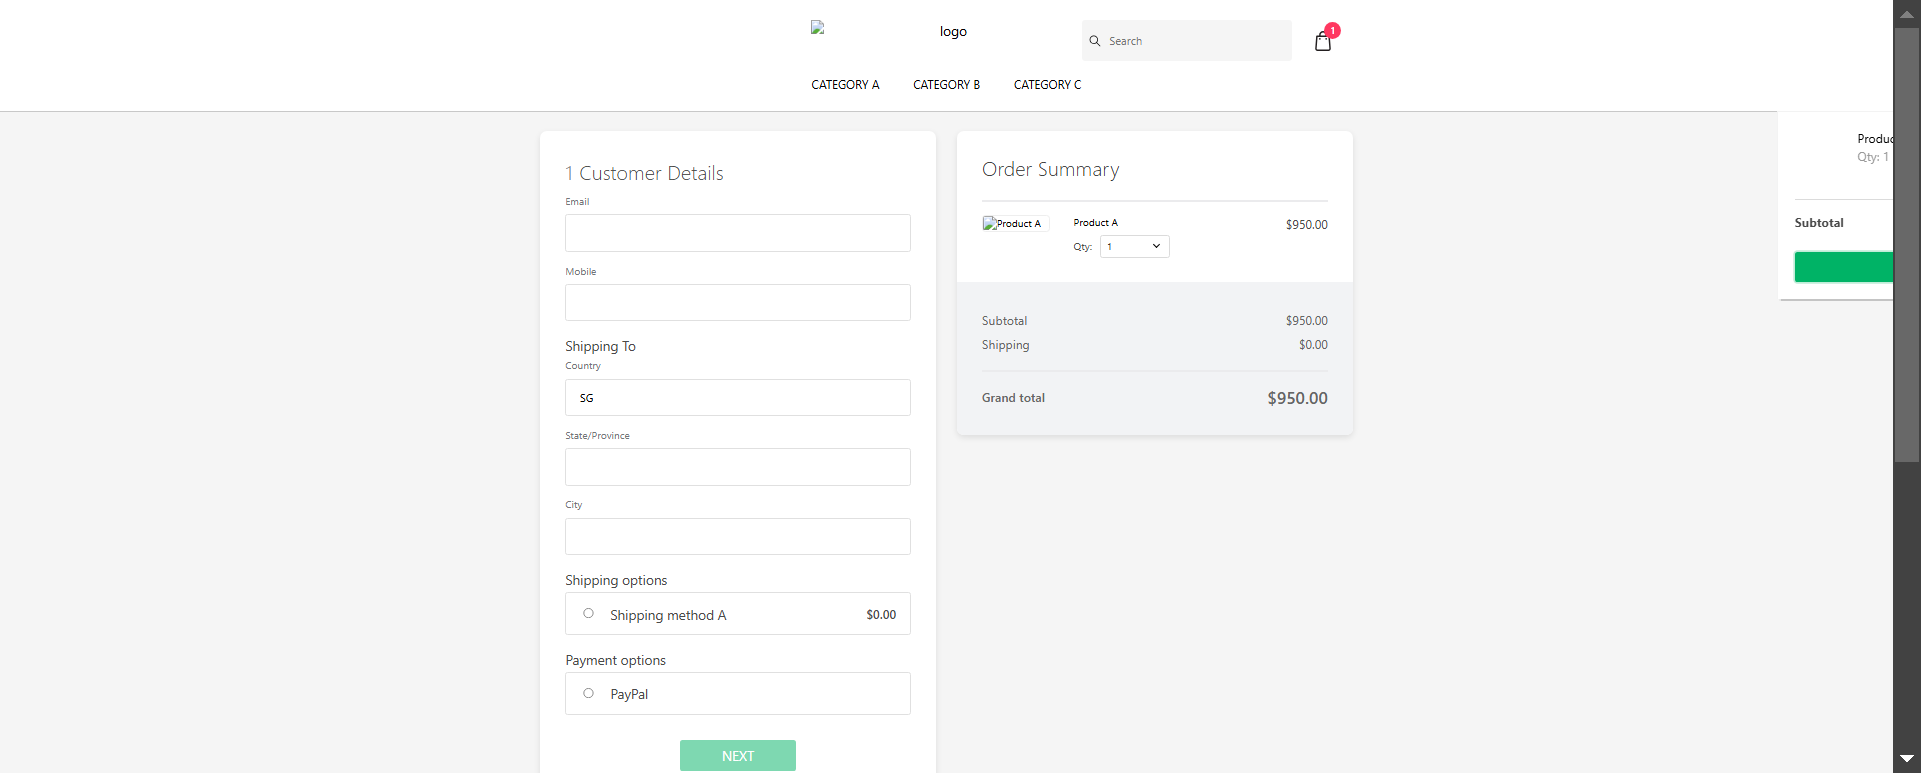 logo
Search
1
CATEGORY A CATEGORY B CATEGORY C
1 Customer Details
Email
Mobile
Shipping To
Country
SG
State/Province
City
Shipping options
Shipping method A $0.00
Payment options
PayPal
NEXT
Order Summary
Product A
Product A $950.00
Qty: 1
Subtotal $950.00
Shipping $0.00
Grand total $950.00
Produc
Qty: 1
Subtotal